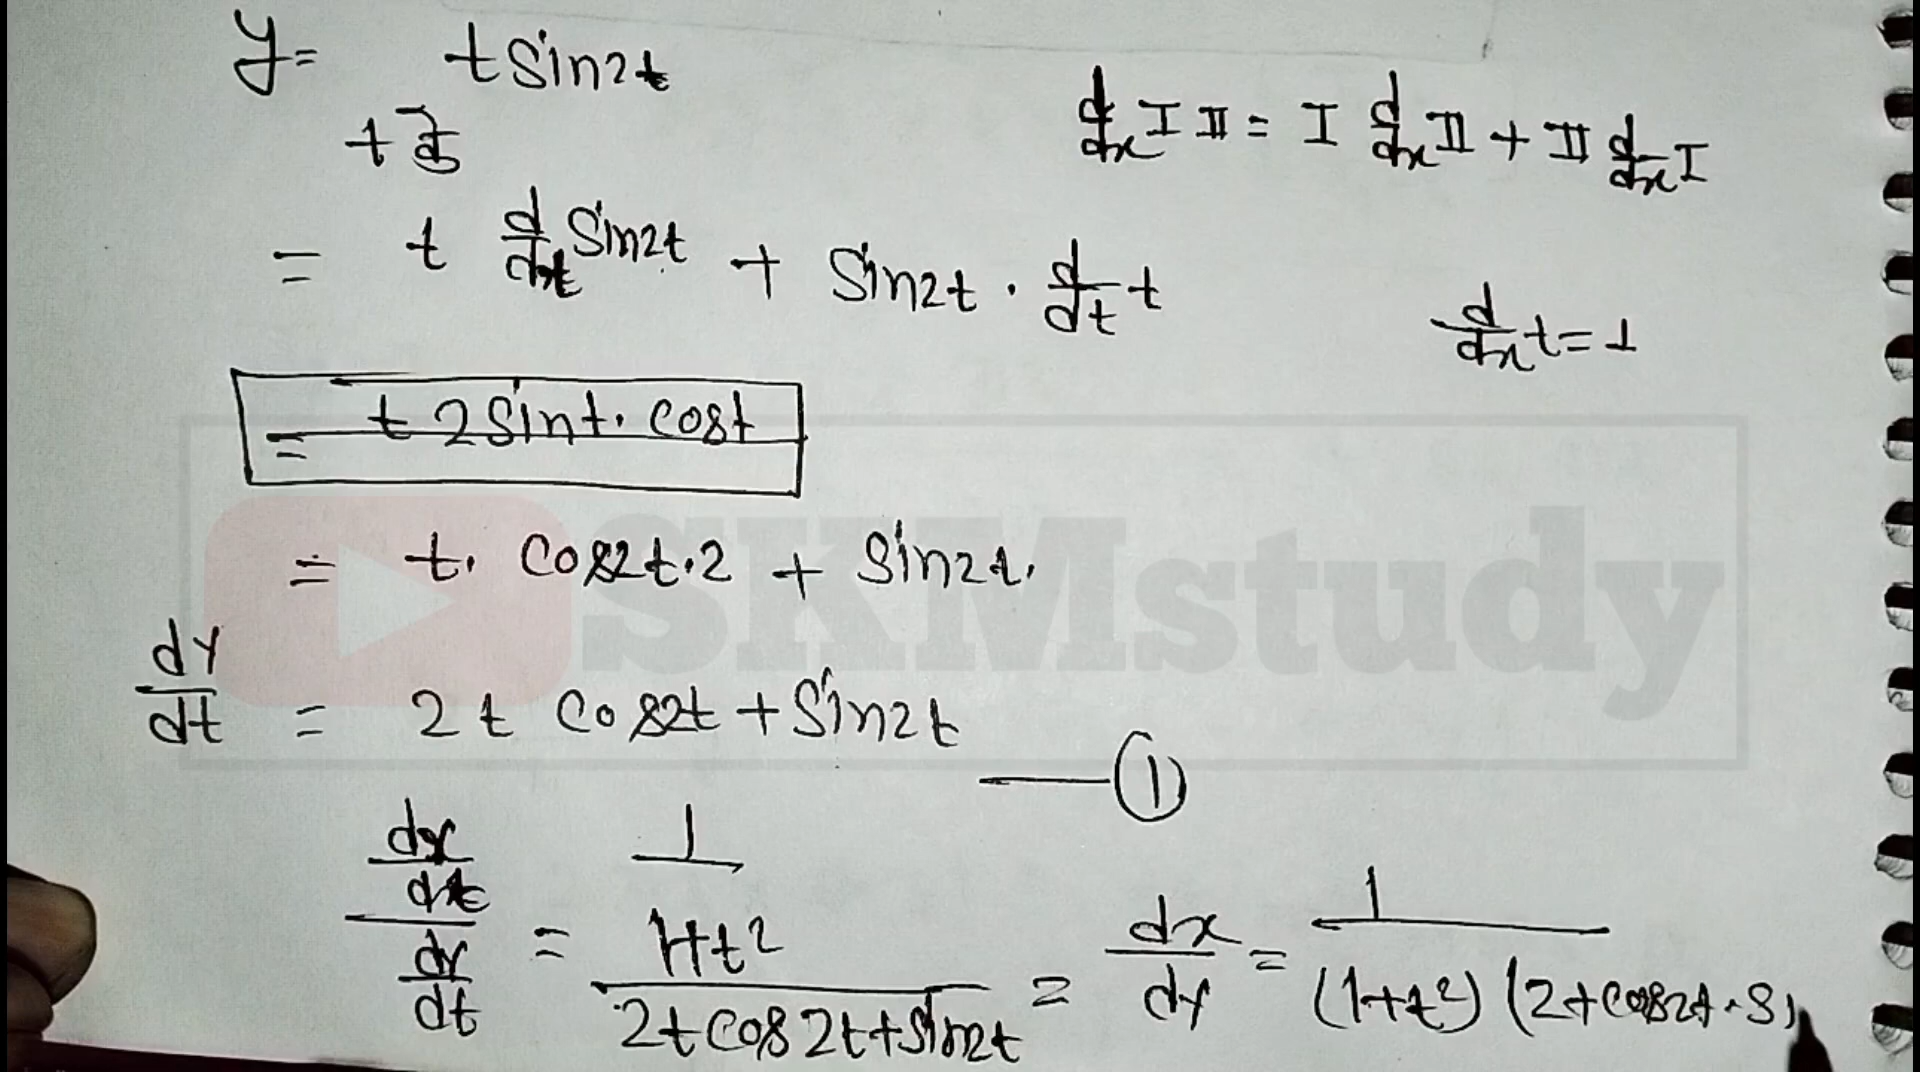 y = t sin2t
d/dx I II = I d/dx II + II d/dx I
= t d/dt sin2t + sin2t · d/dt t
d/dx t = 1
= t 2 sint · cost
= t · cos2t · 2 + sin2t ·
SKMstudy
dy/dt = 2t cos2t + sin2t
—①
dx/dt / dy/dt = 1/1+t² / 2t cos2t + sin2t = dx/dy = 1 / (1+t²) (2t cos2t + s